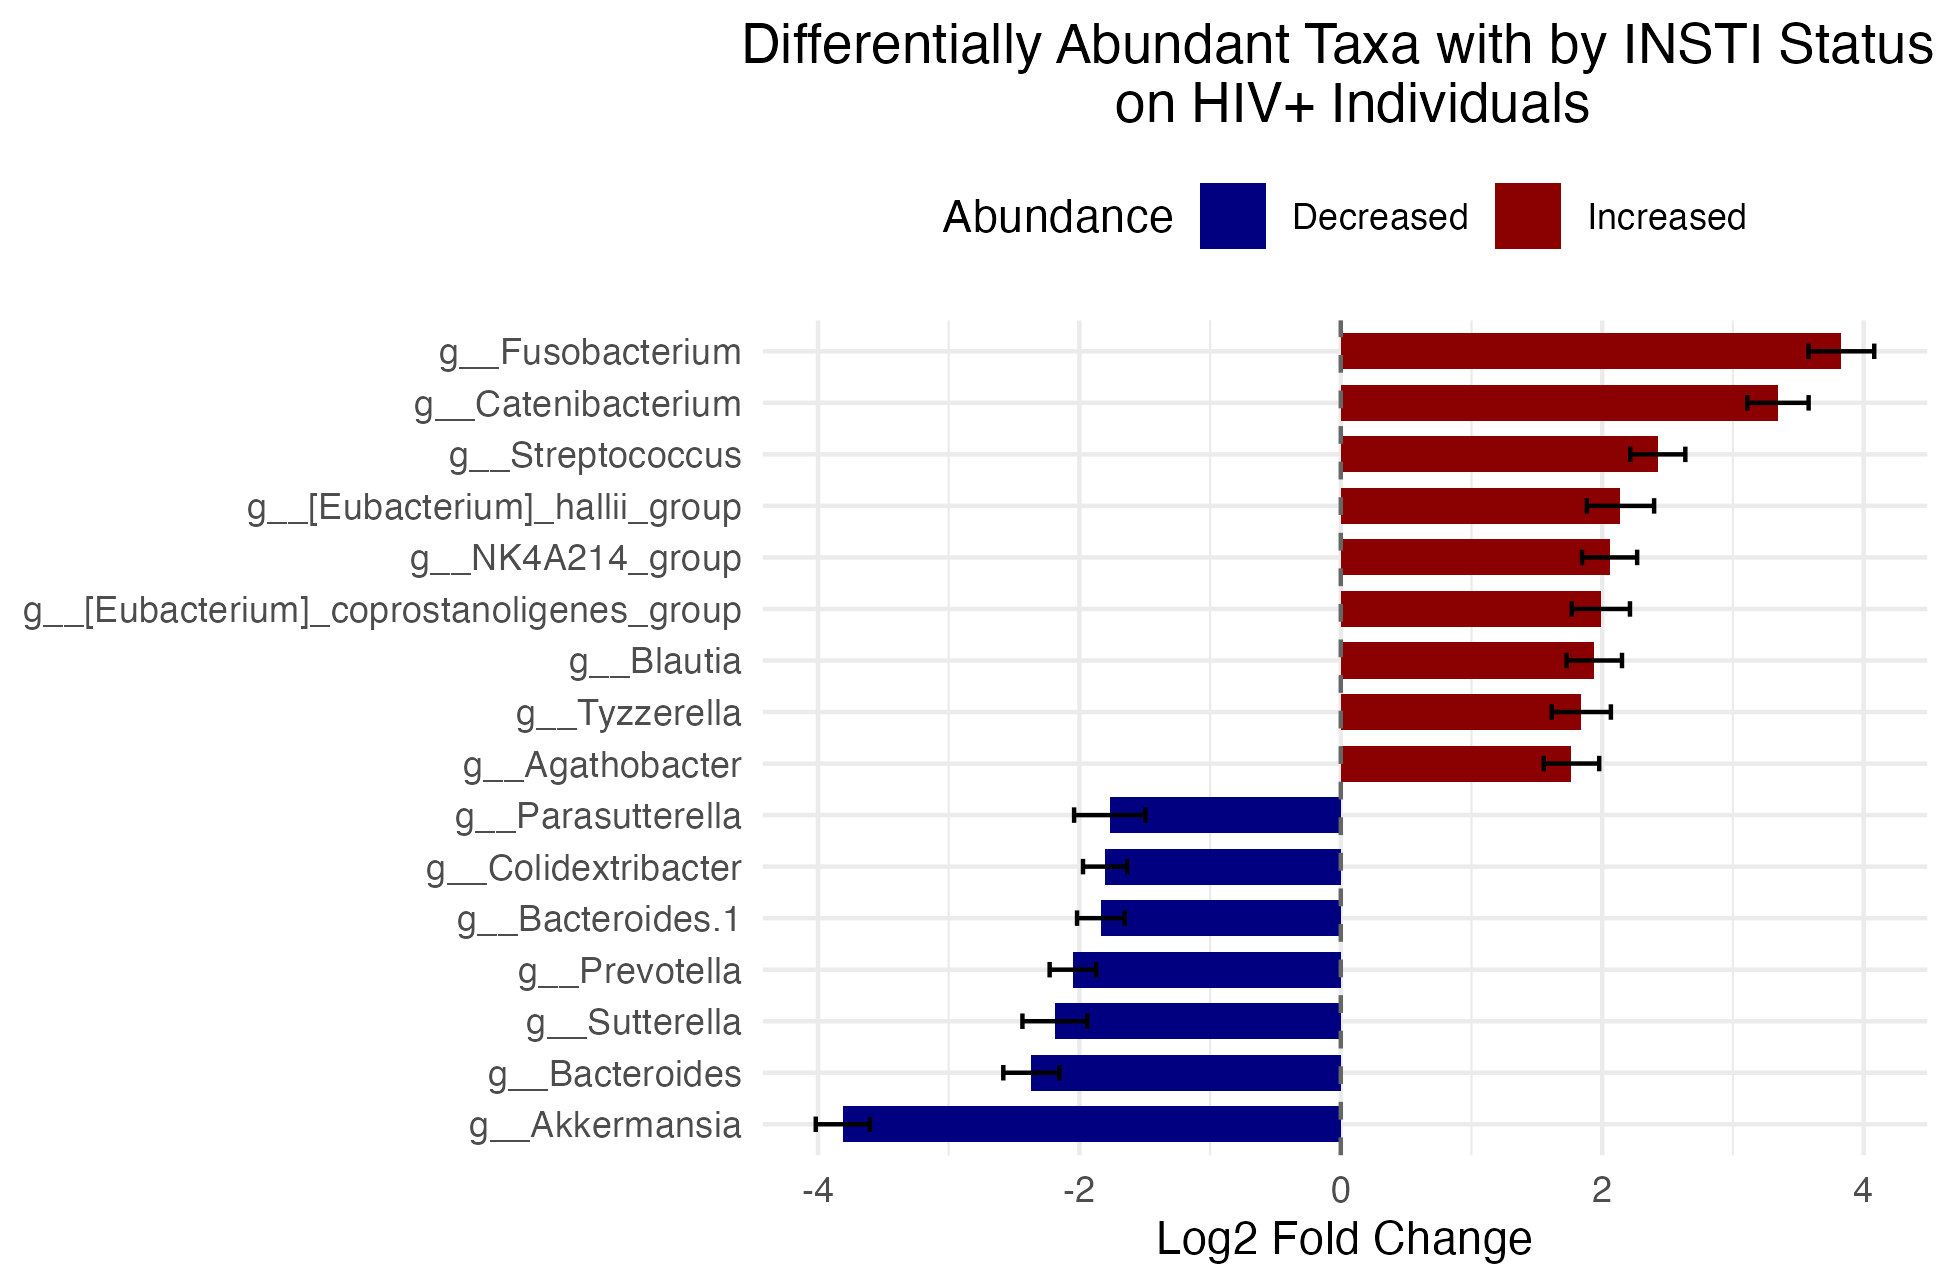 Differentially Abundant Taxa with by INSTI Status
on HIV+ Individuals
Abundance Decreased Increased
g__Fusobacterium
g__Catenibacterium
g__Streptococcus
g__[Eubacterium]_hallii_group
g__NK4A214_group
g__[Eubacterium]_coprostanoligenes_group
g__Blautia
g__Tyzzerella
g__Agathobacter
g__Parasutterella
g__Colidextribacter
g__Bacteroides.1
g__Prevotella
g__Sutterella
g__Bacteroides
g__Akkermansia
-4 -2 0 2 4
Log2 Fold Change